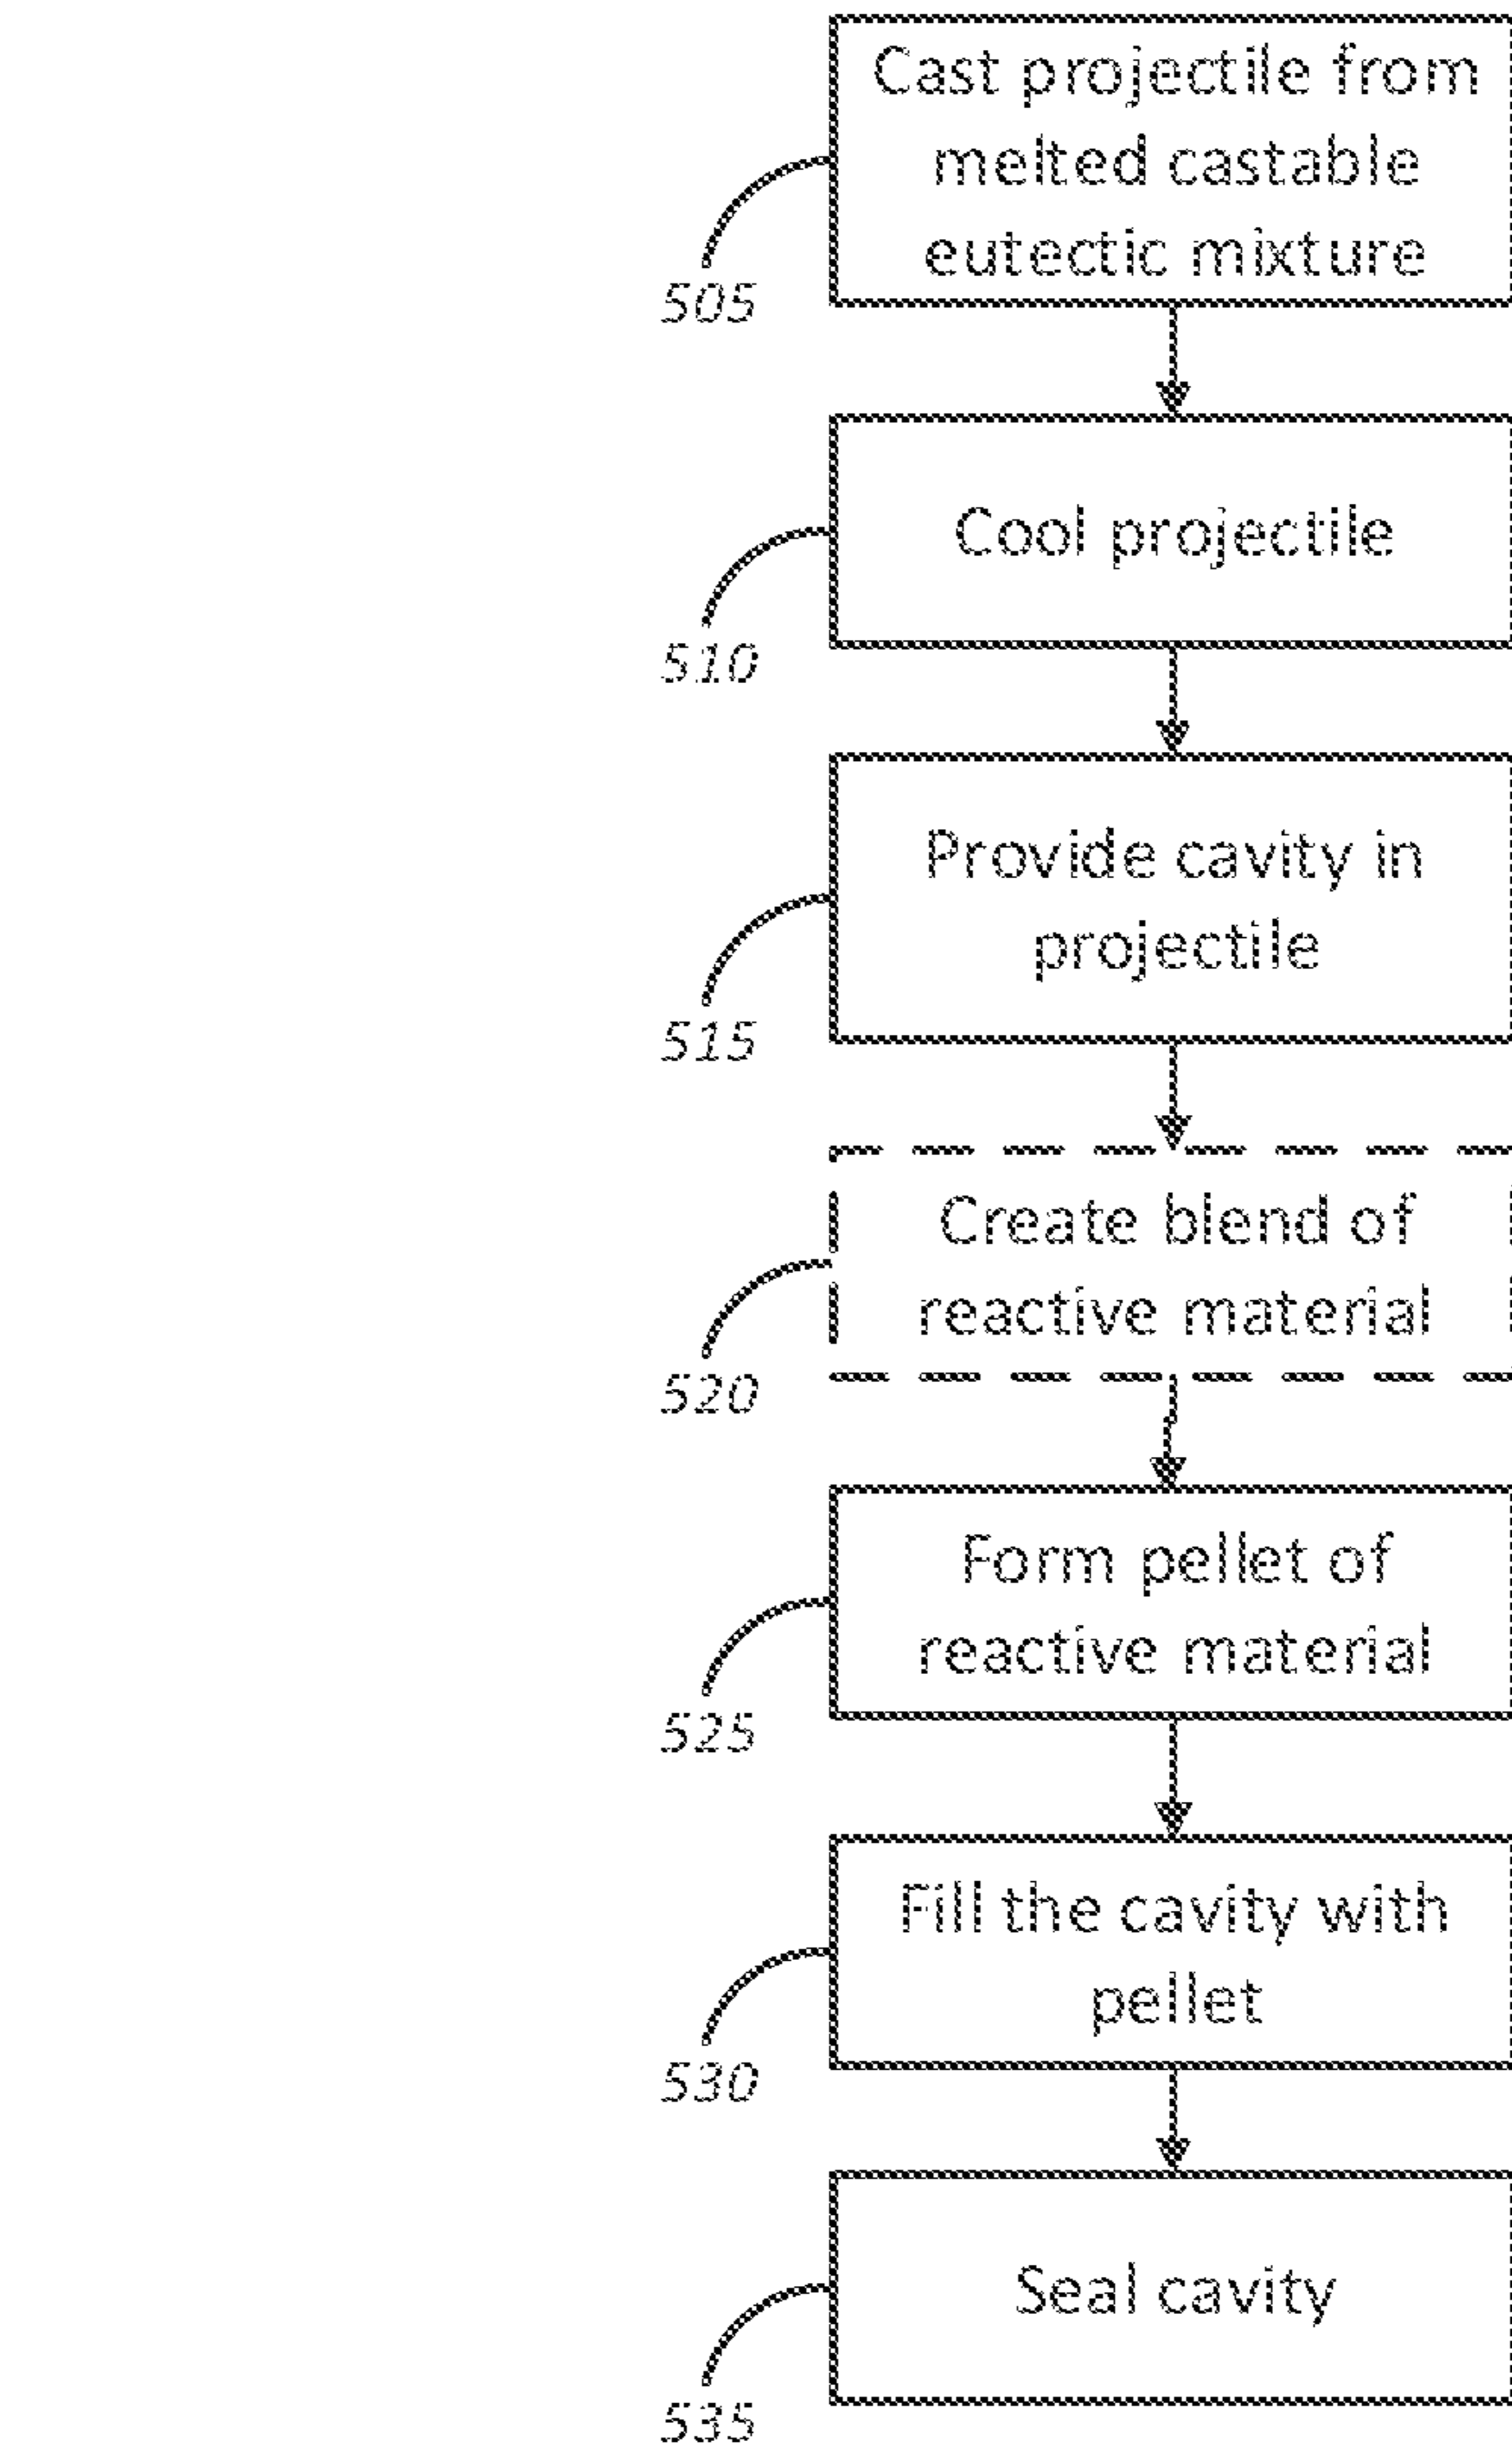 Cast projectile from
melted castable
eutectic mixture
505
Cool projectile
510
Provide cavity in
projectile
515
Create blend of
reactive material
520
Form pellet of
reactive material
525
Fill the cavity with
pellet
530
Seal cavity
535